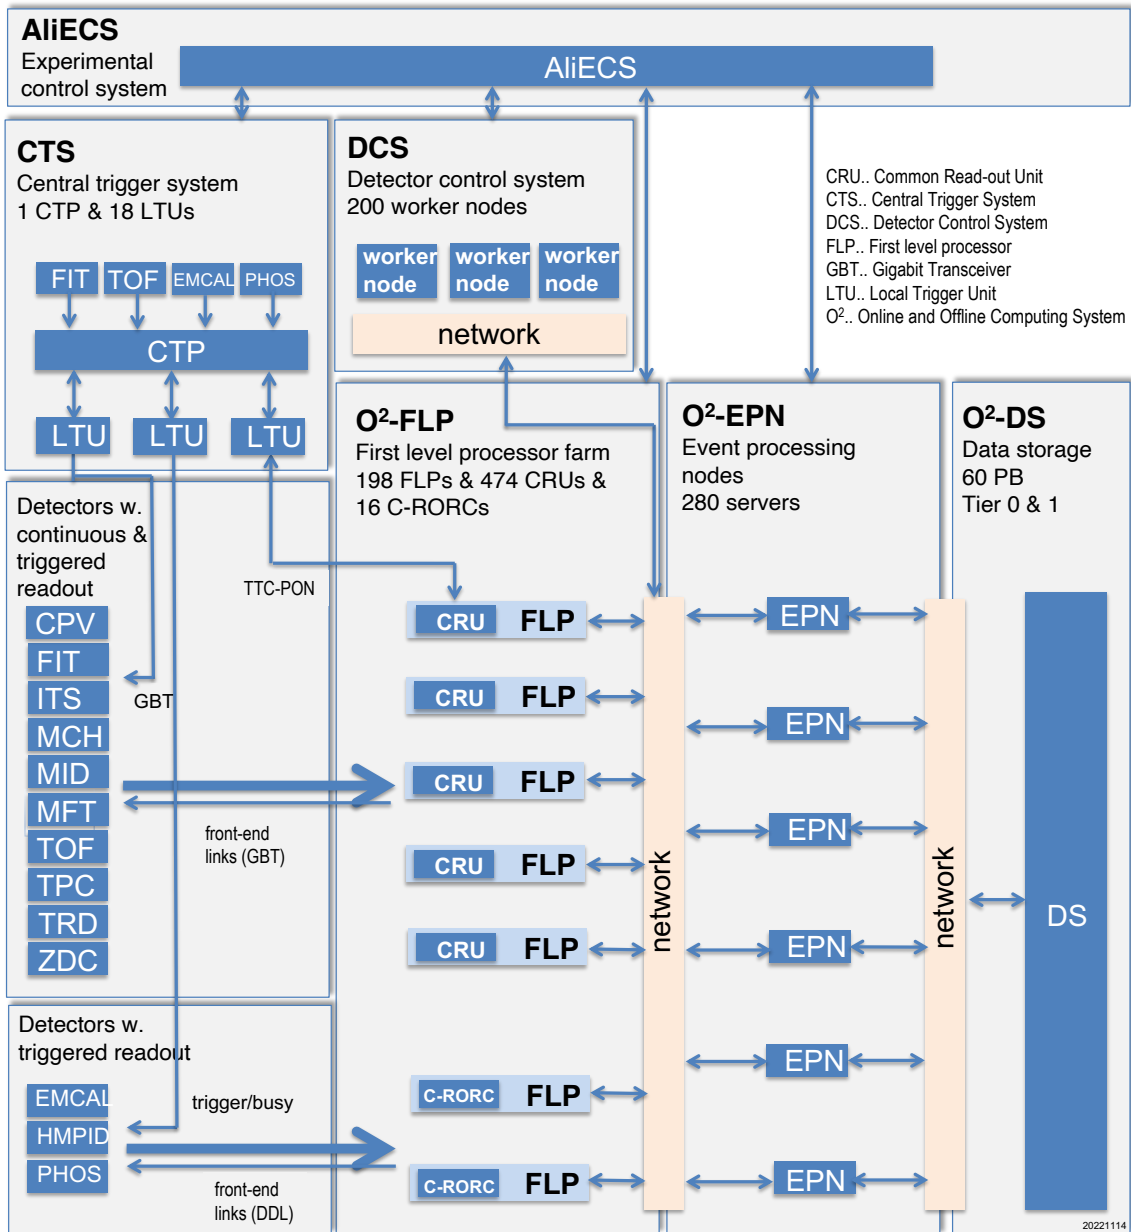 AliECS
Experimental
control system
AliECS
CTS
Central trigger system
1 CTP & 18 LTUs
FIT
TOF
EMCAL
PHOS
CTP
LTU
LTU
LTU
DCS
Detector control system
200 worker nodes
worker
node
worker
node
worker
node
network
CRU.. Common Read-out Unit
CTS.. Central Trigger System
DCS.. Detector Control System
FLP.. First level processor
GBT.. Gigabit Transceiver
LTU.. Local Trigger Unit
O².. Online and Offline Computing System
Detectors w.
continuous &
triggered
readout
CPV
FIT
ITS
MCH
MID
MFT
TOF
TPC
TRD
ZDC
GBT
TTC-PON
front-end
links (GBT)
Detectors w.
triggered readout
EMCAL
HMPID
PHOS
trigger/busy
front-end
links (DDL)
O²-FLP
First level processor farm
198 FLPs & 474 CRUs &
16 C-RORCs
CRU FLP
CRU FLP
CRU FLP
CRU FLP
CRU FLP
C-RORC FLP
C-RORC FLP
network
O²-EPN
Event processing
nodes
280 servers
EPN
EPN
EPN
EPN
EPN
EPN
network
O²-DS
Data storage
60 PB
Tier 0 & 1
DS
20221114